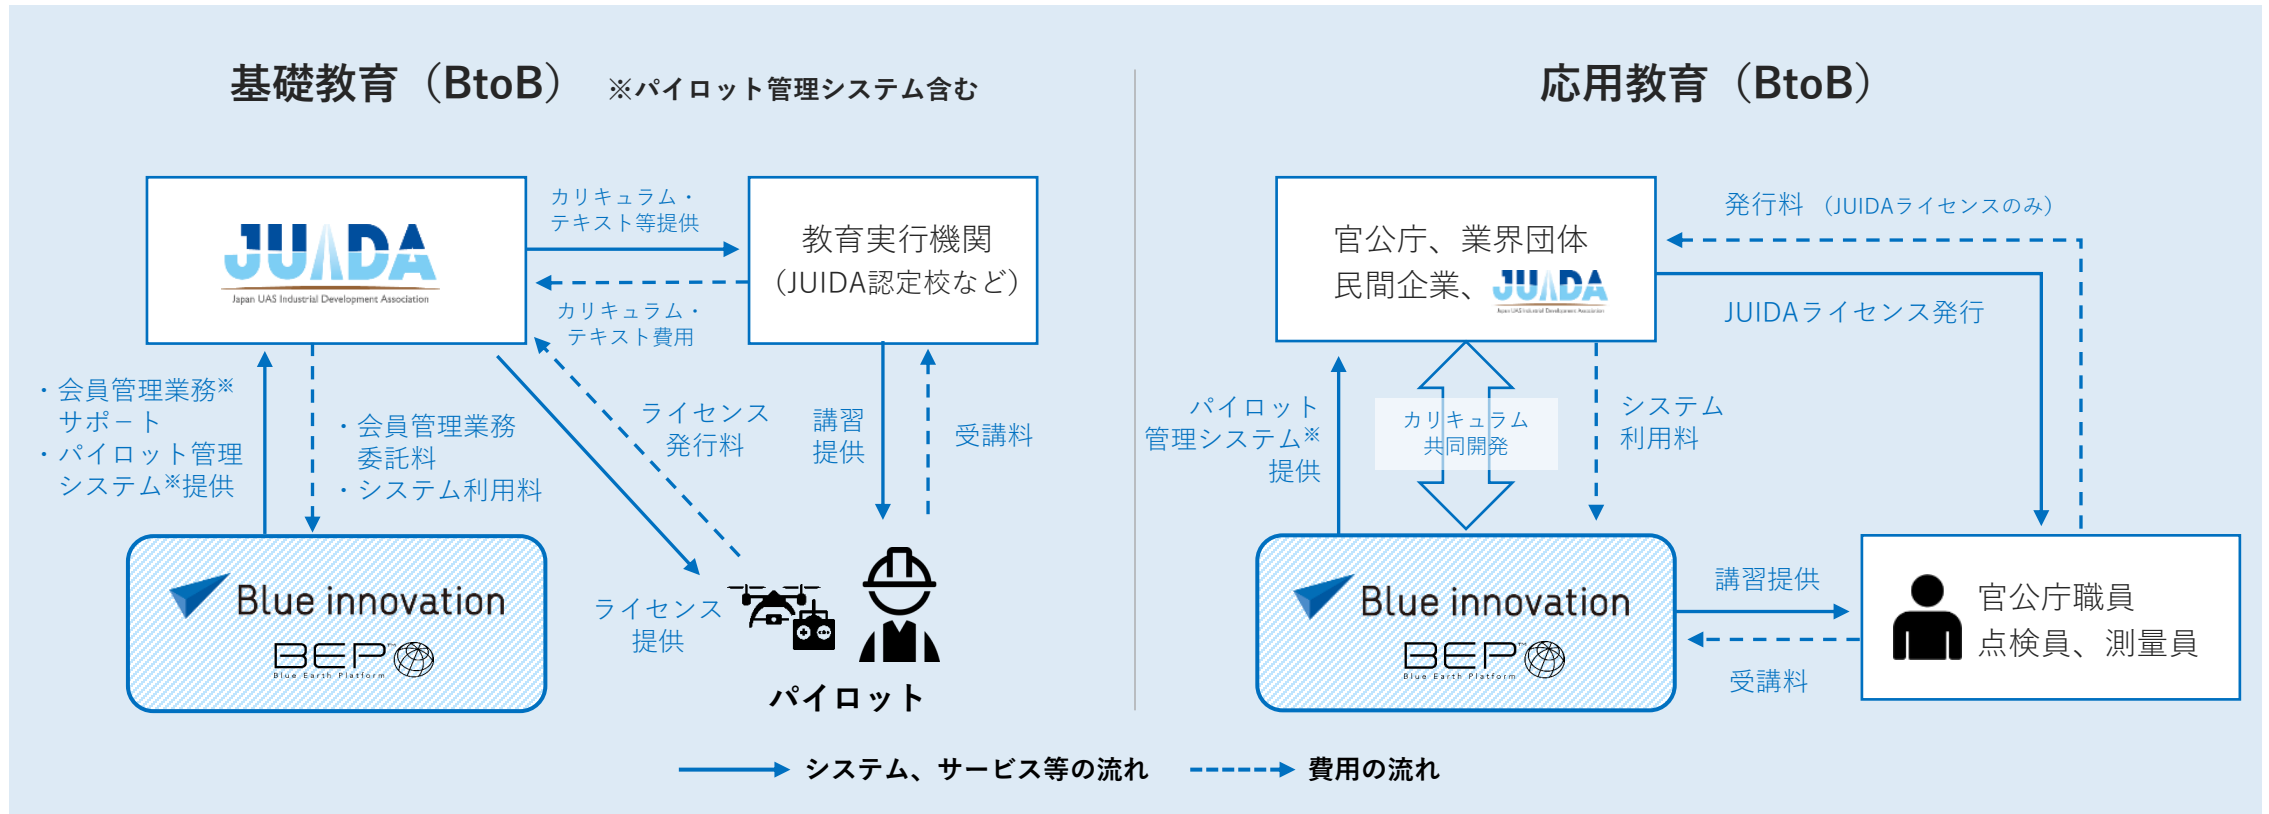 基礎教育（BtoB） ※パイロット管理システム含む
JUIDA
Japan UAS Industrial Development Association
カリキュラム・
テキスト等提供
カリキュラム・
テキスト費用
教育実行機関
（JUIDA認定校など）
・会員管理業務※
サポート
・パイロット管理
システム※提供
・会員管理業務
委託料
・システム利用料
ライセンス
発行料
講習
提供
受講料
ライセンス
提供
Blue innovation
BEP™
Blue Earth Platform
パイロット
応用教育（BtoB）
官公庁、業界団体
民間企業、JUIDA
Japan UAS Industrial Development Association
発行料（JUIDAライセンスのみ）
JUIDAライセンス発行
パイロット
管理システム※
提供
カリキュラム
共同開発
システム
利用料
Blue innovation
BEP™
Blue Earth Platform
講習提供
受講料
官公庁職員
点検員、測量員
システム、サービス等の流れ
費用の流れ